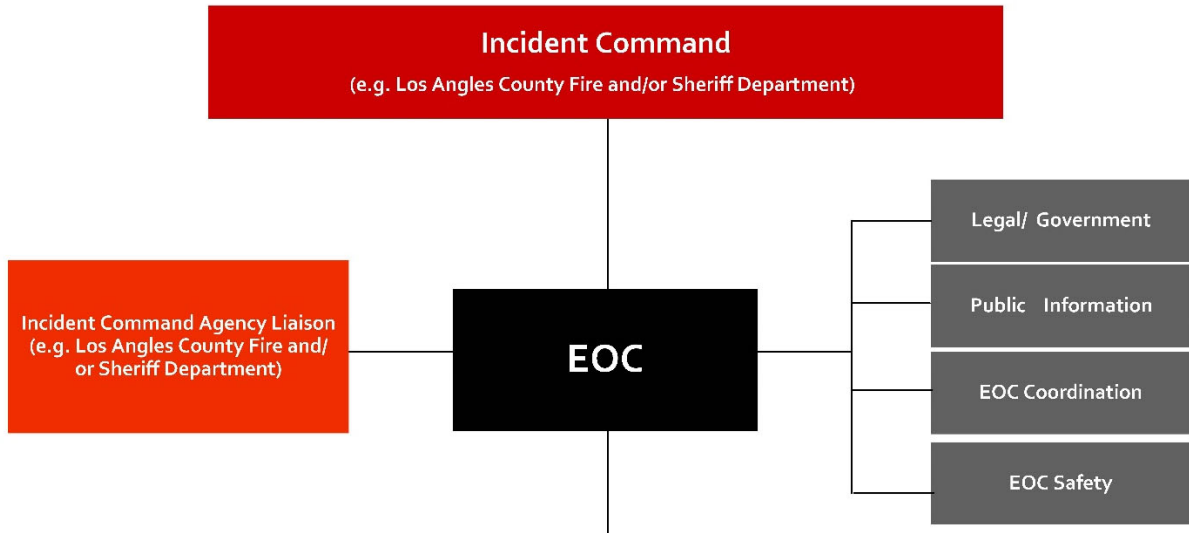 Incident Command
(e.g. Los Angles County Fire and/or Sheriff Department)
Legal/ Government
Incident Command Agency Liaison
(e.g. Los Angles County Fire and/
or Sheriff Department)
EOC
Public Information
EOC Coordination
EOC Safety